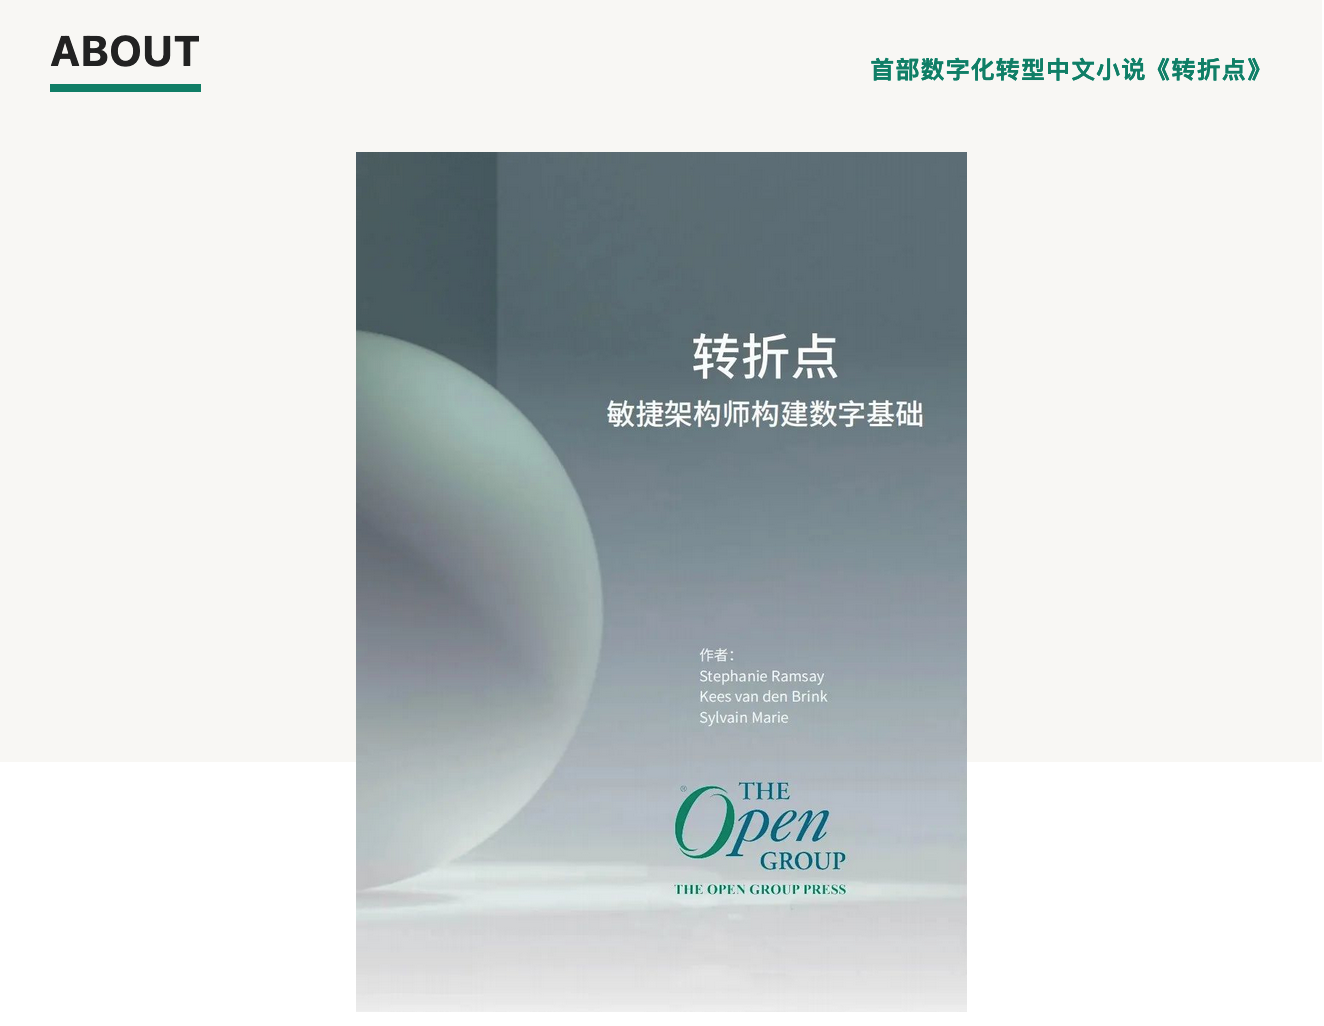 ABOUT
首部数字化转型中文小说《转折点》
转折点
敏捷架构师构建数字基础
作者：
Stephanie Ramsay
Kees van den Brink
Sylvain Marie
®
THE
Open
GROUP
THE OPEN GROUP PRESS